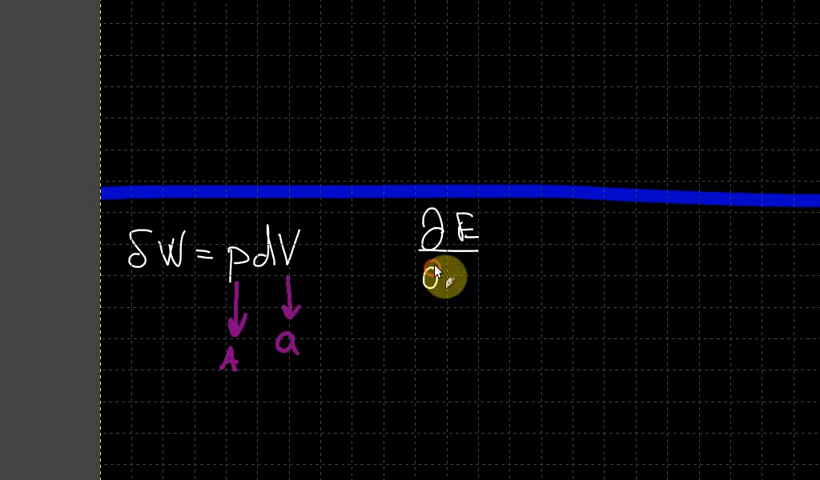 δW = pdV
A a
∂E